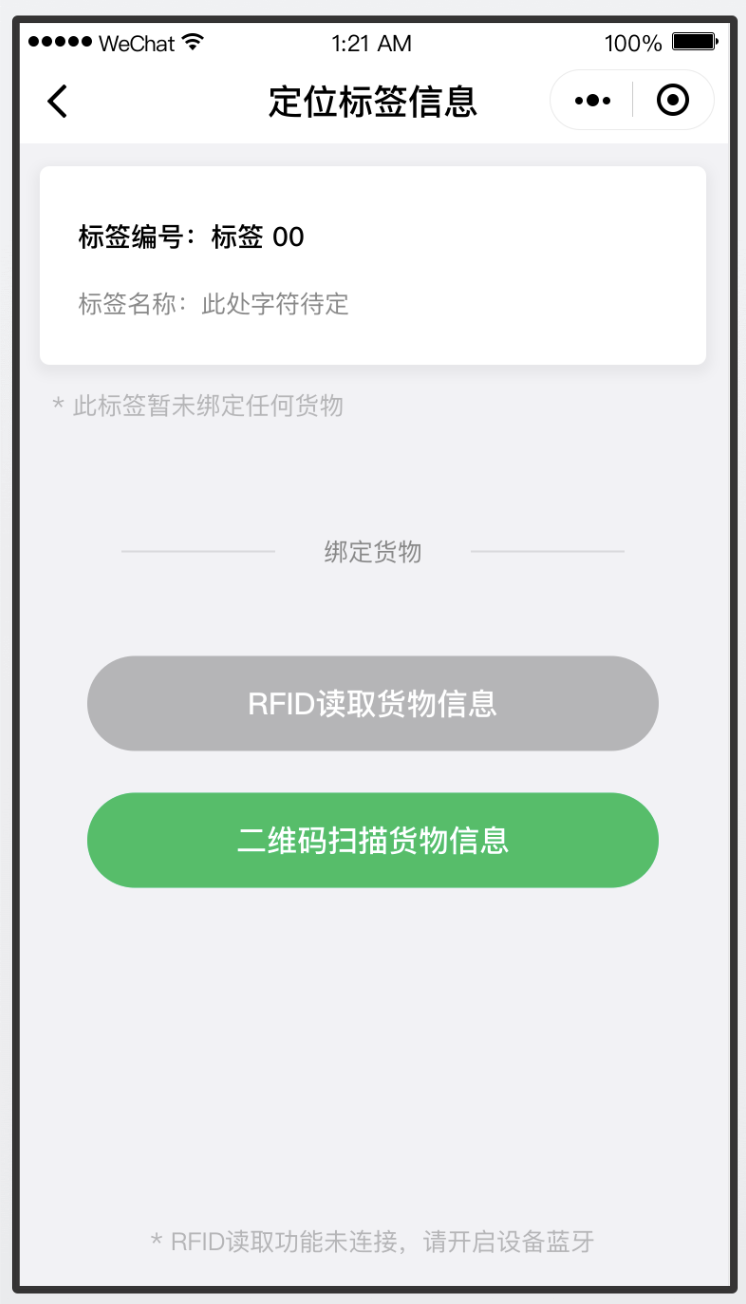 WeChat 1:21 AM 100%
定位标签信息
标签编号：标签 00
标签名称：此处字符待定
* 此标签暂未绑定任何货物
绑定货物
RFID读取货物信息
二维码扫描货物信息
* RFID读取功能未连接，请开启设备蓝牙